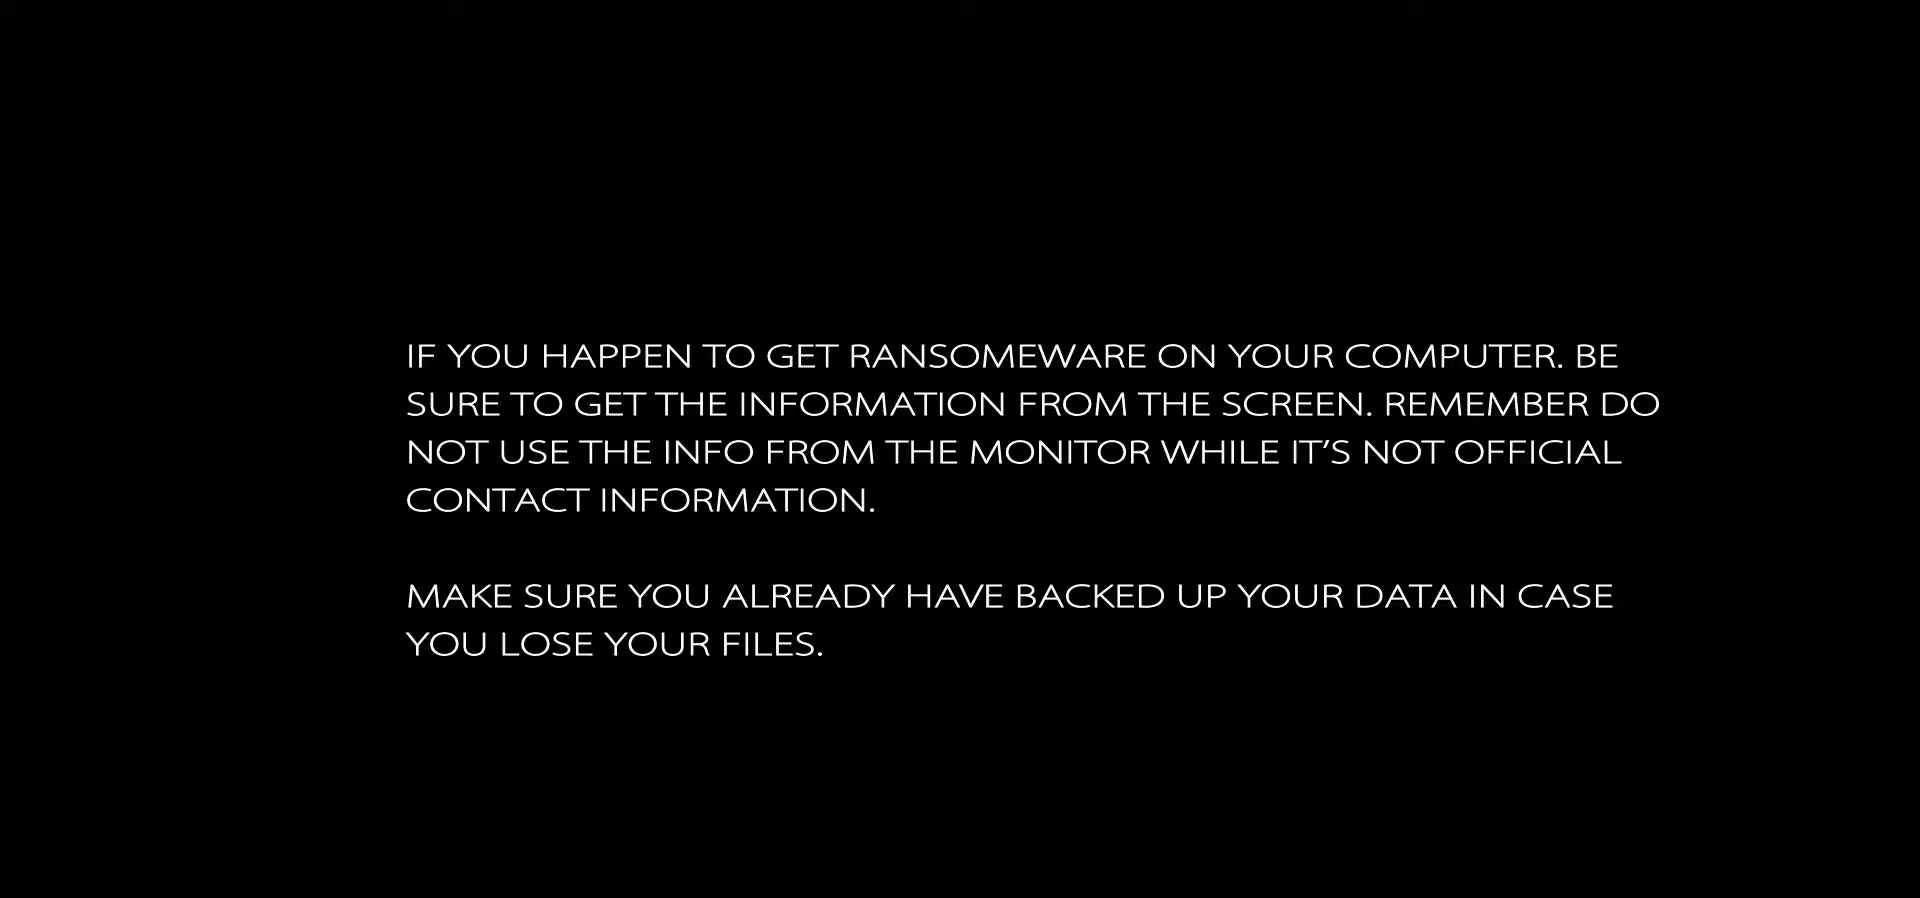 IF YOU HAPPEN TO GET RANSOMEWARE ON YOUR COMPUTER. BE
SURE TO GET THE INFORMATION FROM THE SCREEN. REMEMBER DO
NOT USE THE INFO FROM THE MONITOR WHILE IT’S NOT OFFICIAL
CONTACT INFORMATION.
MAKE SURE YOU ALREADY HAVE BACKED UP YOUR DATA IN CASE
YOU LOSE YOUR FILES.